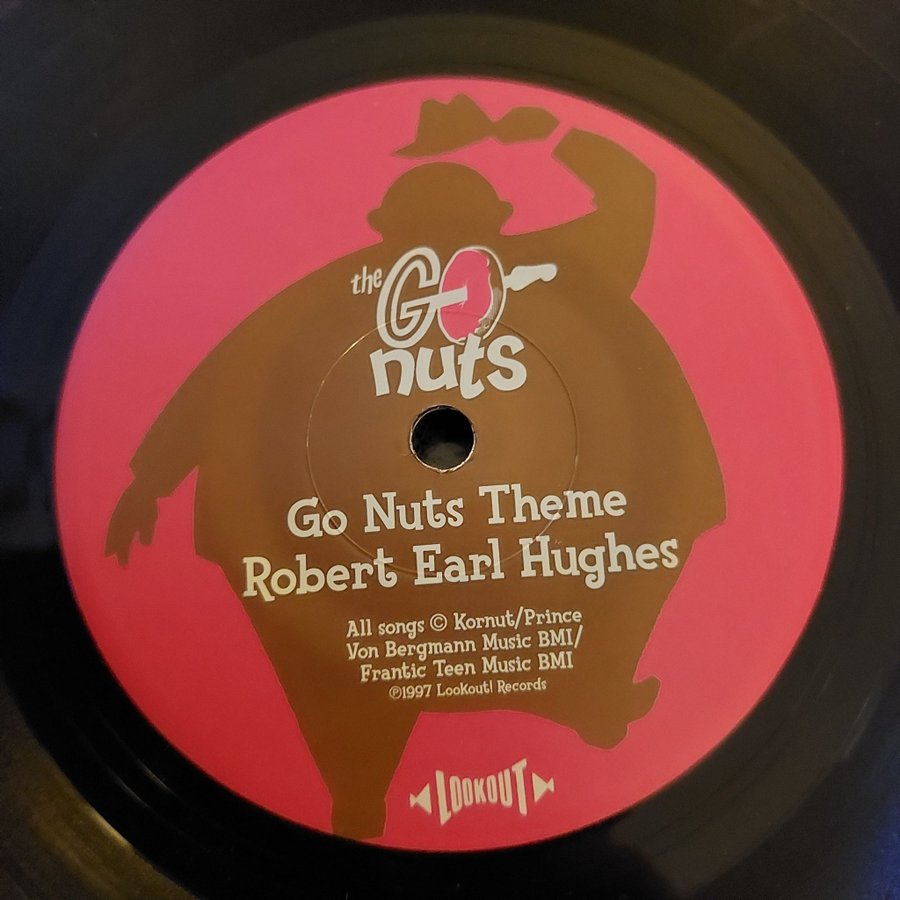 the GO
nuts
Go Nuts Theme
Robert Earl Hughes
All songs © Kornut/Prince
Von Bergmann Music BMI/
Frantic Teen Music BMI
℗1997 Lookout! Records
LOOKOUT